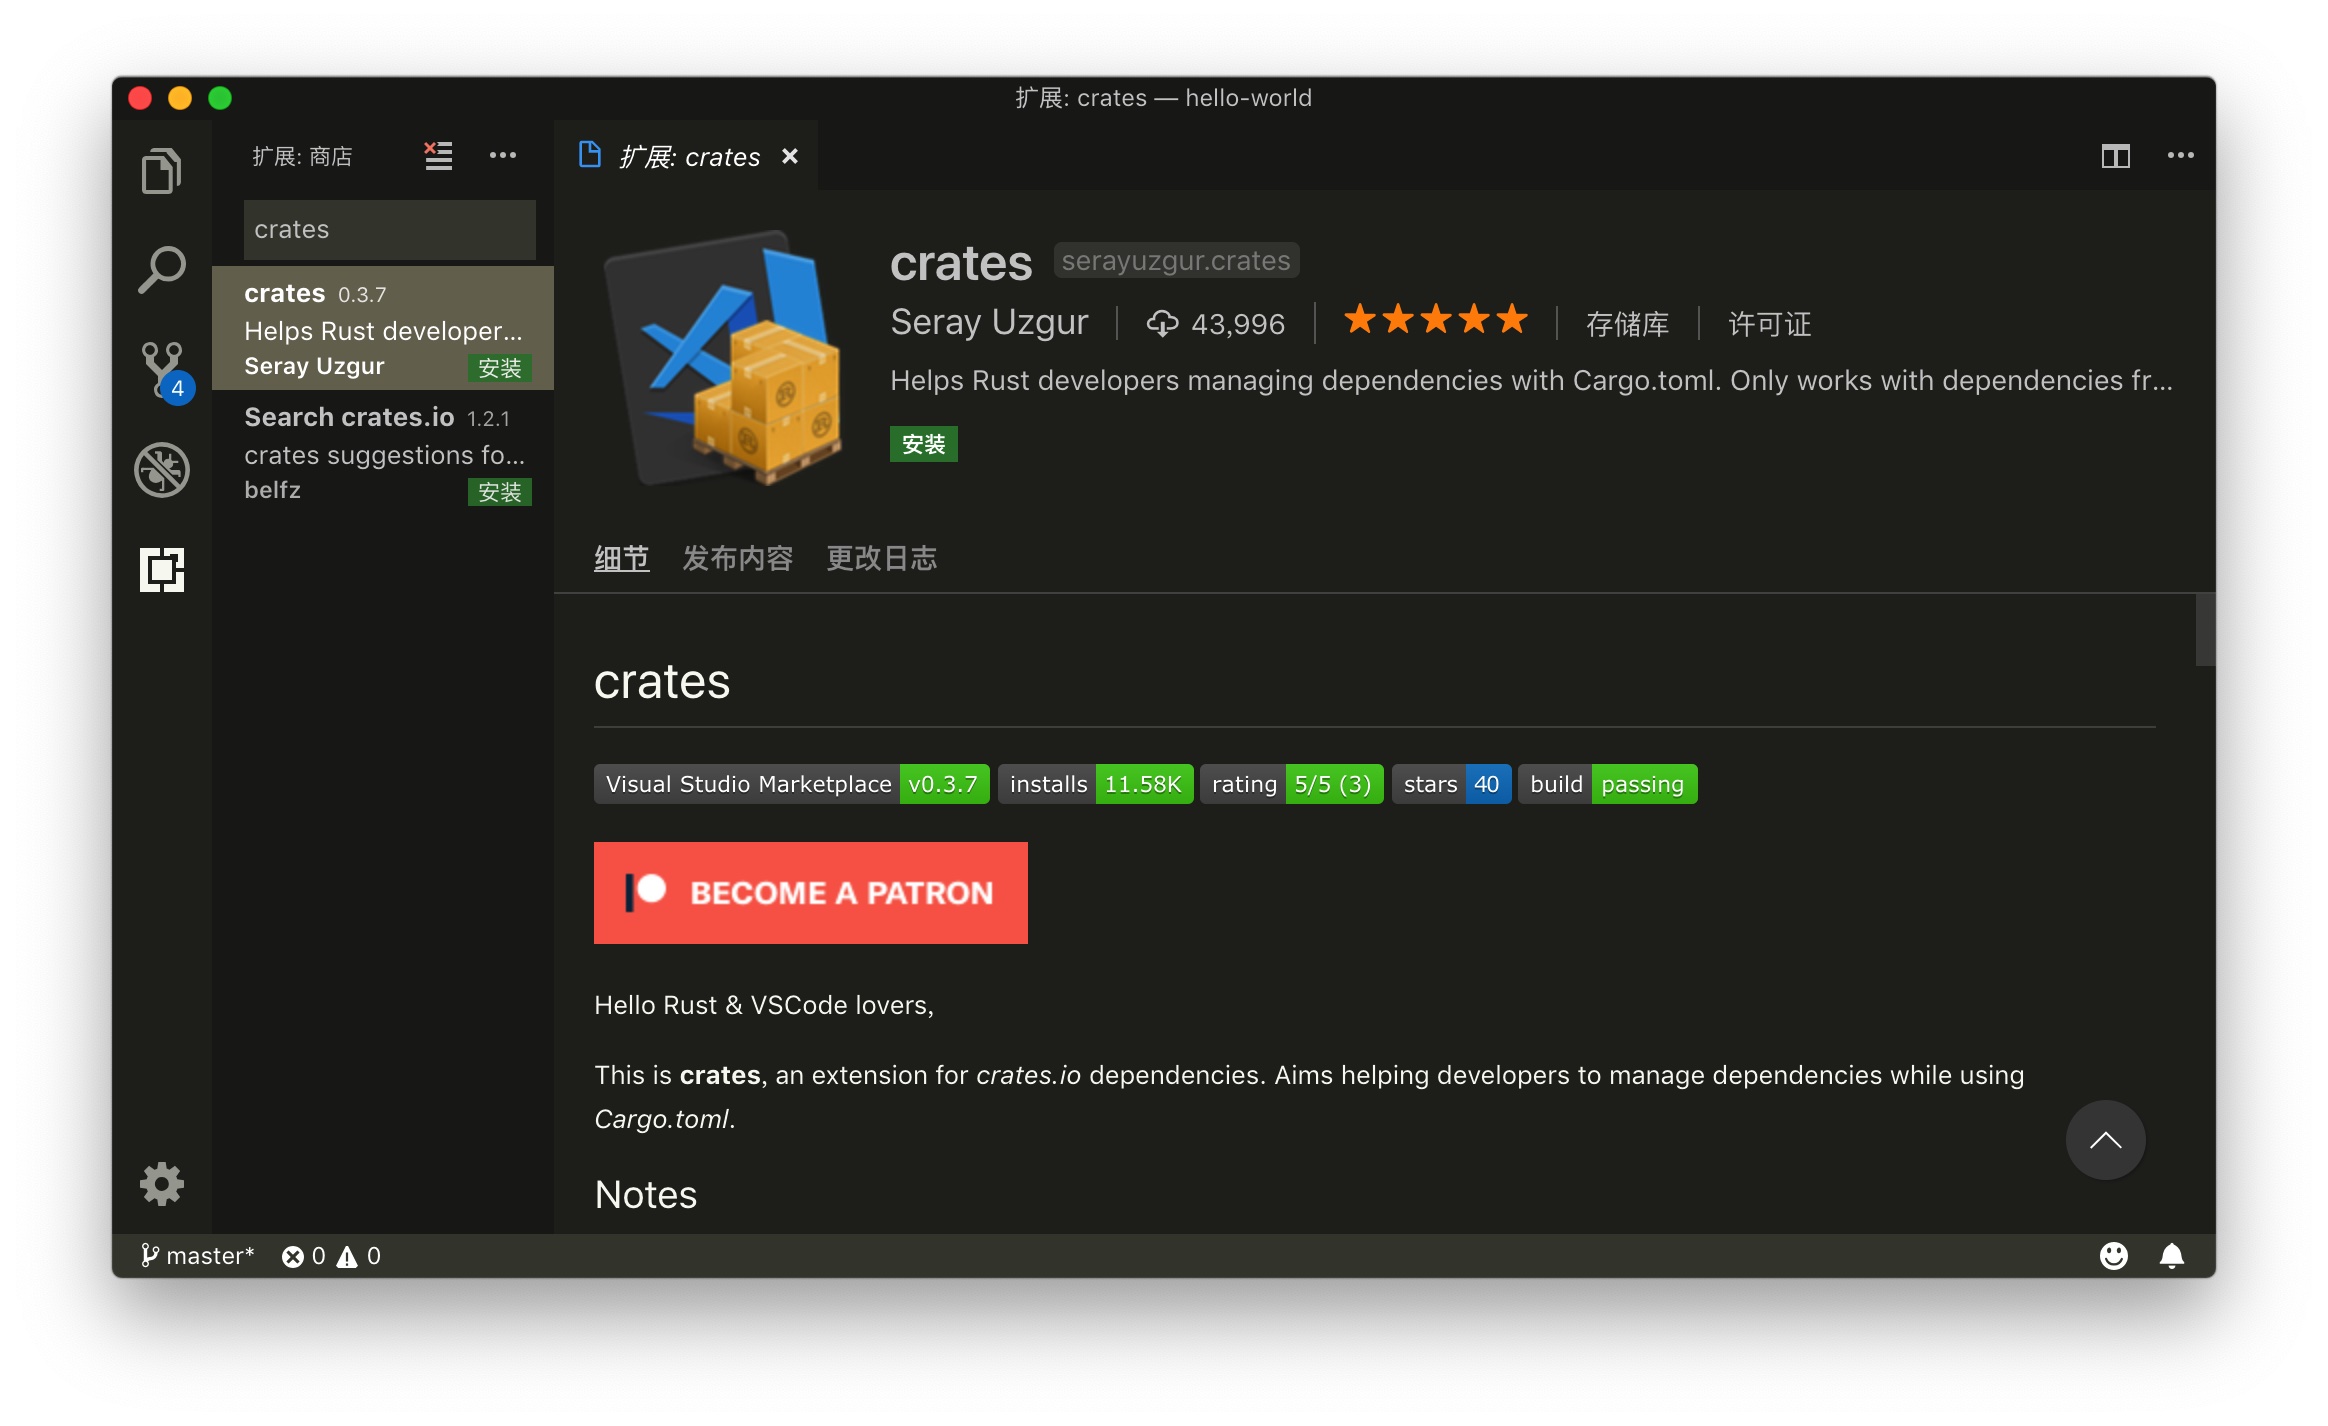 扩展: crates — hello-world
扩展: 商店
crates
crates 0.3.7
Helps Rust developer...
Seray Uzgur 安装
Search crates.io 1.2.1
crates suggestions fo...
belfz 安装
4
扩展: crates
crates serayuzgur.crates
Seray Uzgur 43,996 存储库 许可证
Helps Rust developers managing dependencies with Cargo.toml. Only works with dependencies fr...
安装
细节 发布内容 更改日志
crates
Visual Studio Marketplace v0.3.7 installs 11.58K rating 5/5 (3) stars 40 build passing
BECOME A PATRON
Hello Rust & VSCode lovers,
This is crates, an extension for crates.io dependencies. Aims helping developers to manage dependencies while using
Cargo.toml.
Notes
master* 0 0